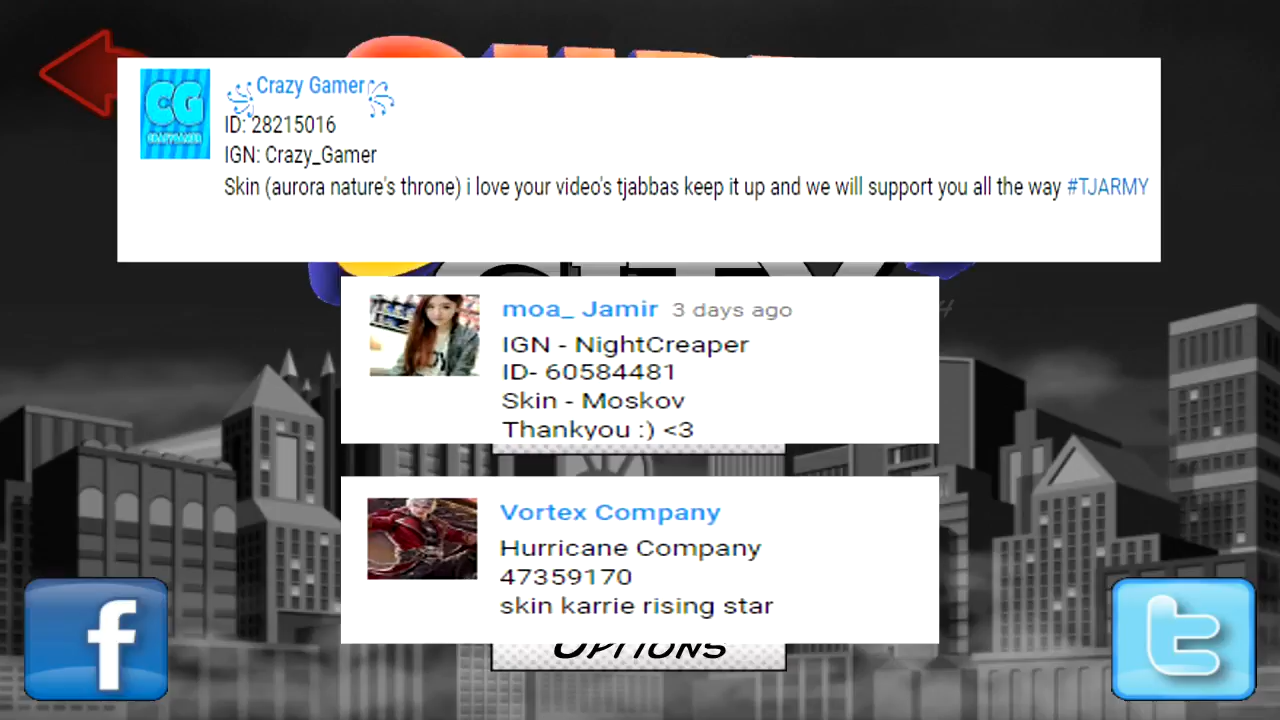 Crazy Gamer
ID: 28215016
IGN: Crazy_Gamer
Skin (aurora nature's throne) i love your video's tjabbas keep it up and we will support you all the way #TJARMY
CG
CITY
moa_ Jamir 3 days ago
IGN - NightCreaper
ID- 60584481
Skin - Moskov
Thankyou :) <3
Vortex Company
Hurricane Company
47359170
skin karrie rising star
OPTIONS
f
t